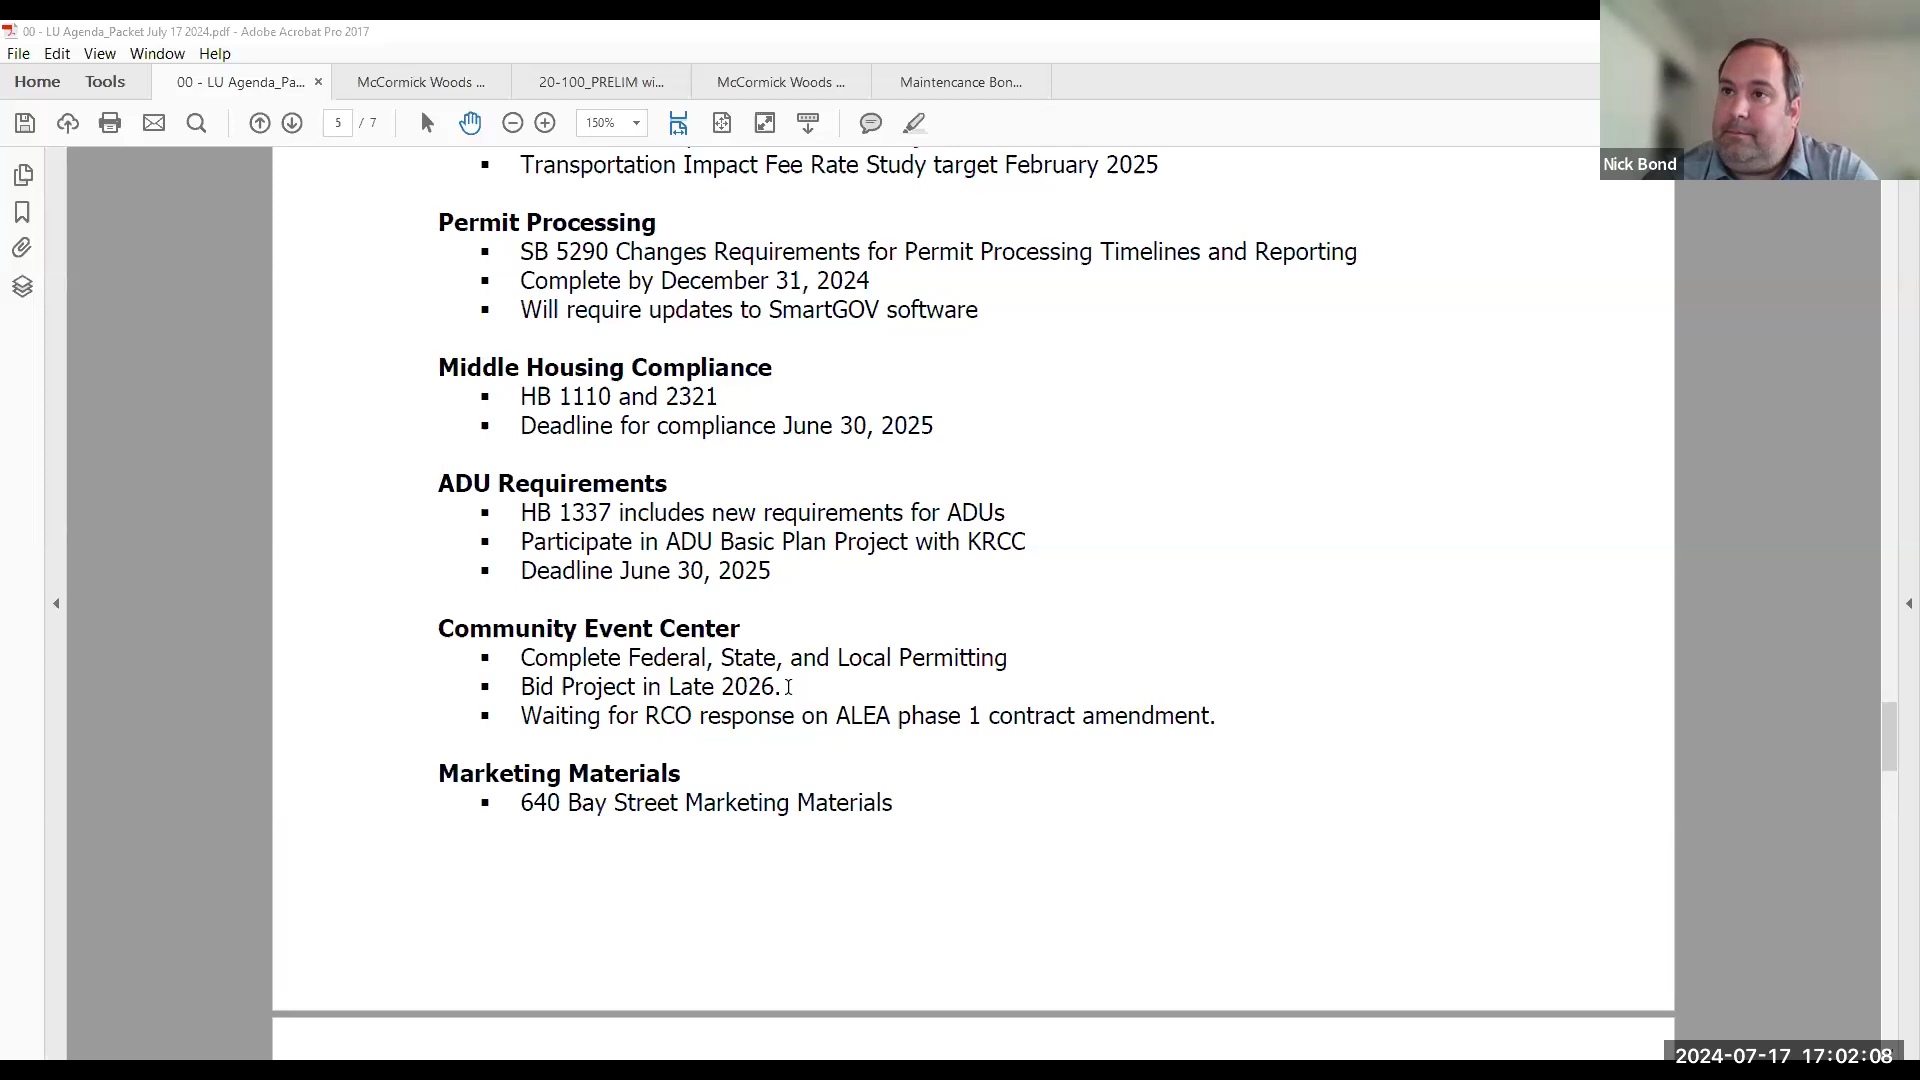 00 - LU Agenda_Packet July 17 2024.pdf - Adobe Acrobat Pro 2017
File Edit View Window Help
Home Tools 00 - LU Agenda_Pa... × McCormick Woods ... 20-100_PRELIM wi... McCormick Woods ... Maintencance Bon...
5 / 7 150%
Nick Bond
▪ Transportation Impact Fee Rate Study target February 2025
Permit Processing
▪ SB 5290 Changes Requirements for Permit Processing Timelines and Reporting
▪ Complete by December 31, 2024
▪ Will require updates to SmartGOV software
Middle Housing Compliance
▪ HB 1110 and 2321
▪ Deadline for compliance June 30, 2025
ADU Requirements
▪ HB 1337 includes new requirements for ADUs
▪ Participate in ADU Basic Plan Project with KRCC
▪ Deadline June 30, 2025
Community Event Center
▪ Complete Federal, State, and Local Permitting
▪ Bid Project in Late 2026.
▪ Waiting for RCO response on ALEA phase 1 contract amendment.
Marketing Materials
▪ 640 Bay Street Marketing Materials
2024-07-17 17:02:08